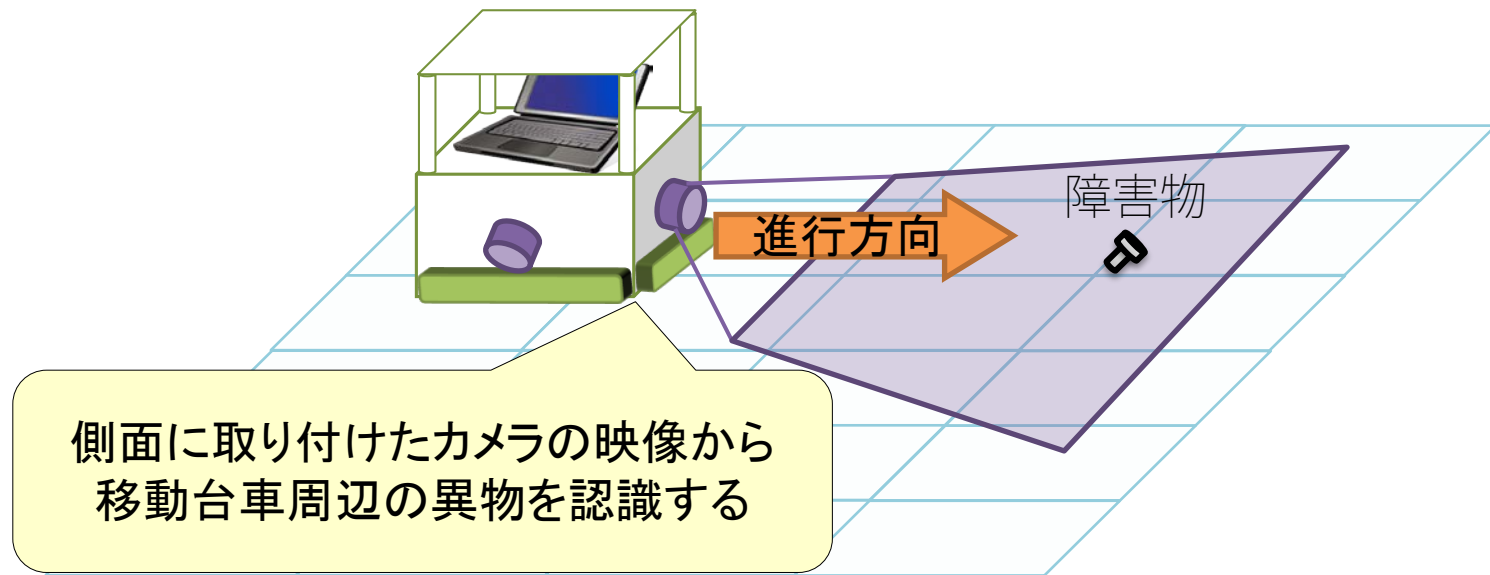 障害物
進行方向
側面に取り付けたカメラの映像から
移動台車周辺の異物を認識する